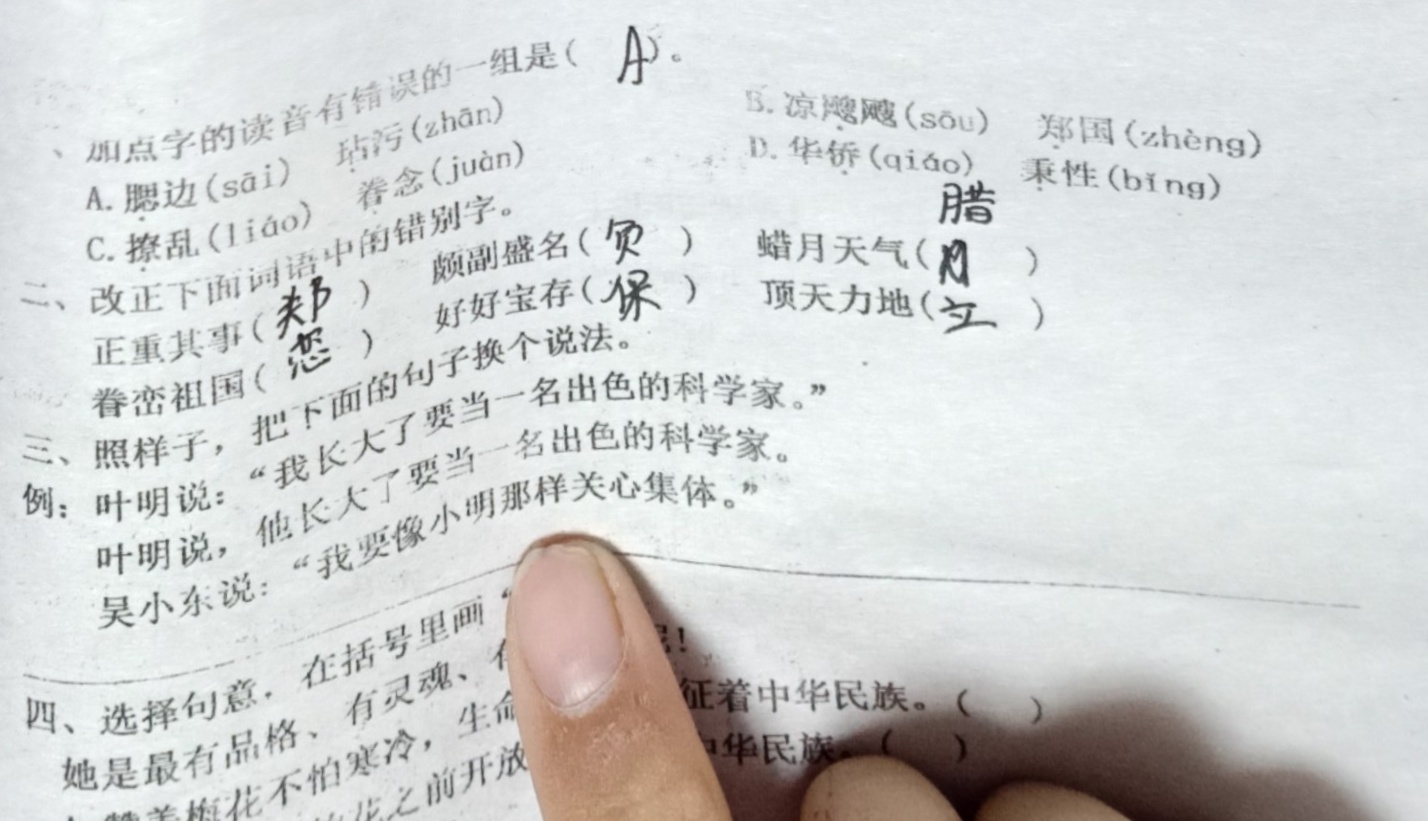 、加点字的读音有错误的一组是( A )。
A.腮边(sāi) 玷污(zhān) B.凉飕飕(sōu) 郑国(zhèng)
C.撩乱(liáo) 眷念(juàn) D.华侨(qiáo) 秉性(bǐng)
二、改正下面词语中的错别字。
腊
正重其事( 郑 ) 颇副盛名( 负 ) 蜡月天气( 月 )
眷峦祖国( 恋 ) 好好宝存( 保 ) 顶天力地( 立 )
三、照样子，把下面的句子换个说法。
例：叶明说：“我长大了要当一名出色的科学家。”
叶明说，他长大了要当一名出色的科学家。
吴小东说：“我要像小明那样关心集体。”
四、选择句意，在括号里画“
她是最有品格、有灵魂、 呢！
不怕寒冷，生命 征着中华民族。( )
花之前开放 中华民族。( )